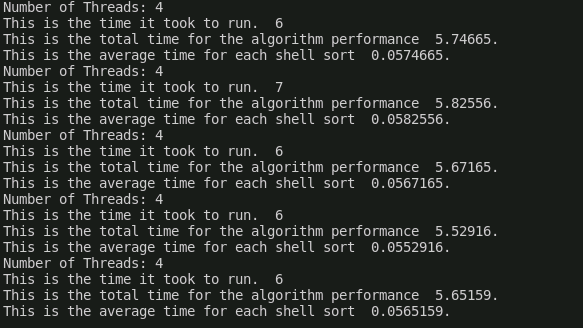 Number of Threads: 4
This is the time it took to run.  6
This is the total time for the algorithm performance  5.74665.
This is the average time for each shell sort  0.0574665.
Number of Threads: 4
This is the time it took to run.  7
This is the total time for the algorithm performance  5.82556.
This is the average time for each shell sort  0.0582556.
Number of Threads: 4
This is the time it took to run.  6
This is the total time for the algorithm performance  5.67165.
This is the average time for each shell sort  0.0567165.
Number of Threads: 4
This is the time it took to run.  6
This is the total time for the algorithm performance  5.52916.
This is the average time for each shell sort  0.0552916.
Number of Threads: 4
This is the time it took to run.  6
This is the total time for the algorithm performance  5.65159.
This is the average time for each shell sort  0.0565159.